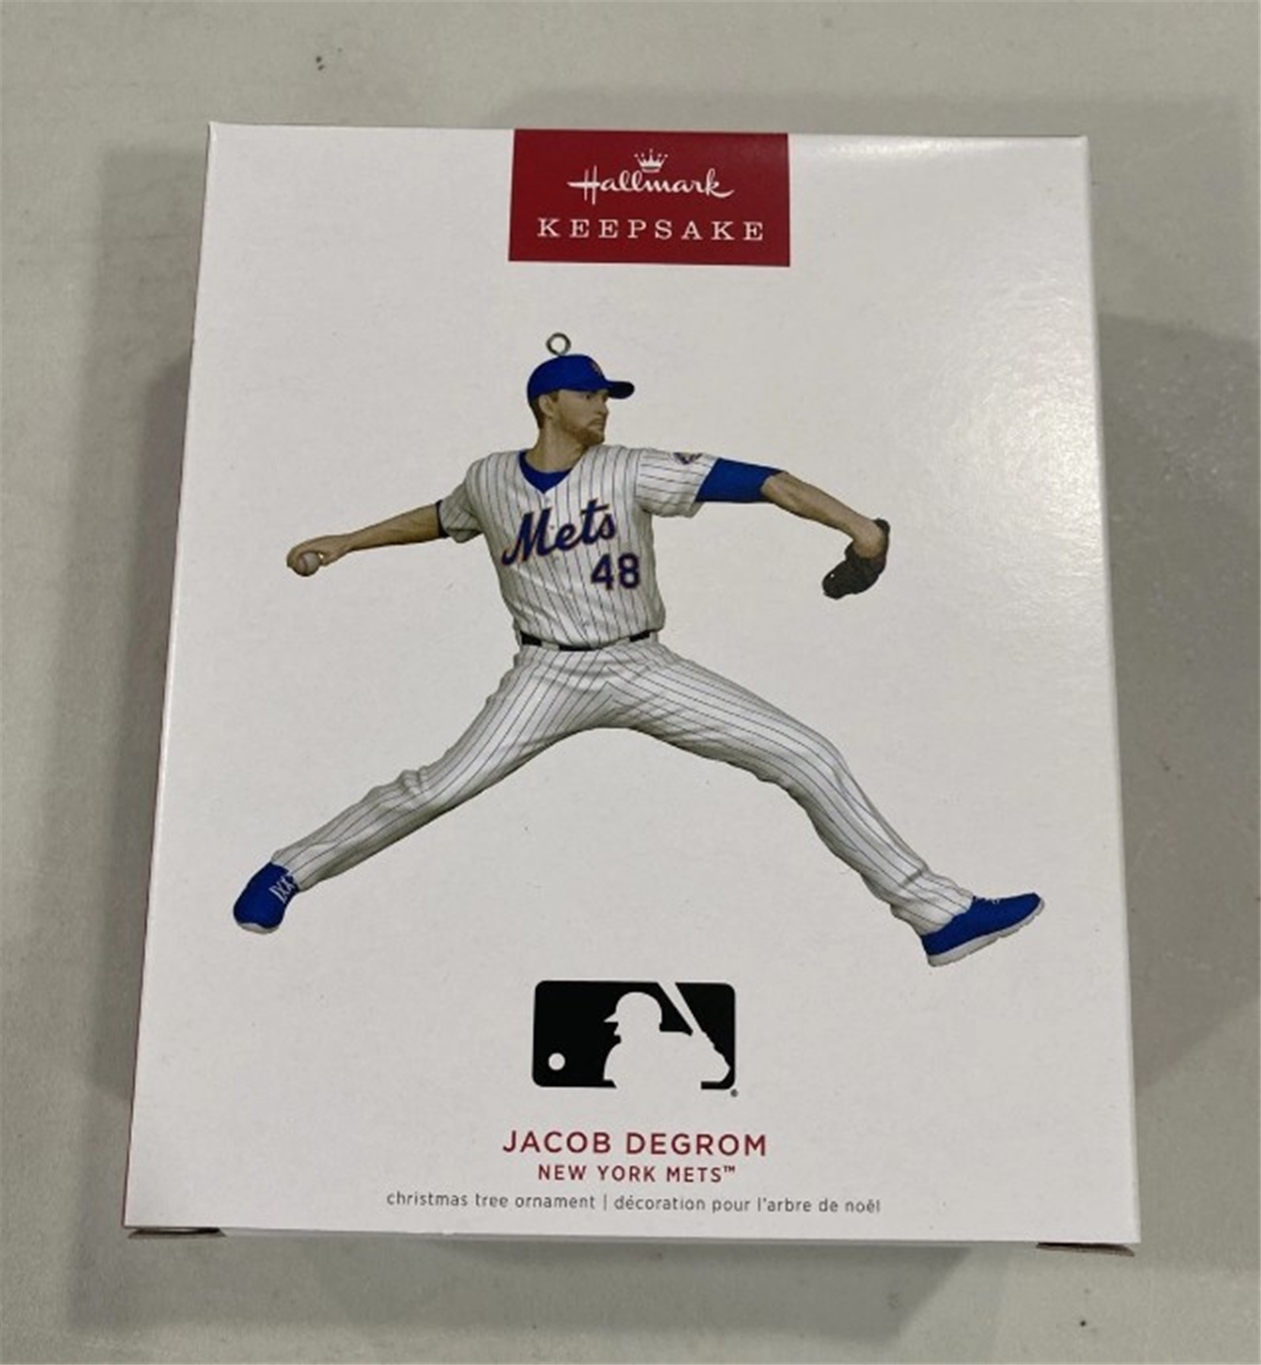 Hallmark
KEEPSAKE
Mets
48
JACOB DEGROM
NEW YORK METS™
christmas tree ornament | décoration pour l'arbre de noël